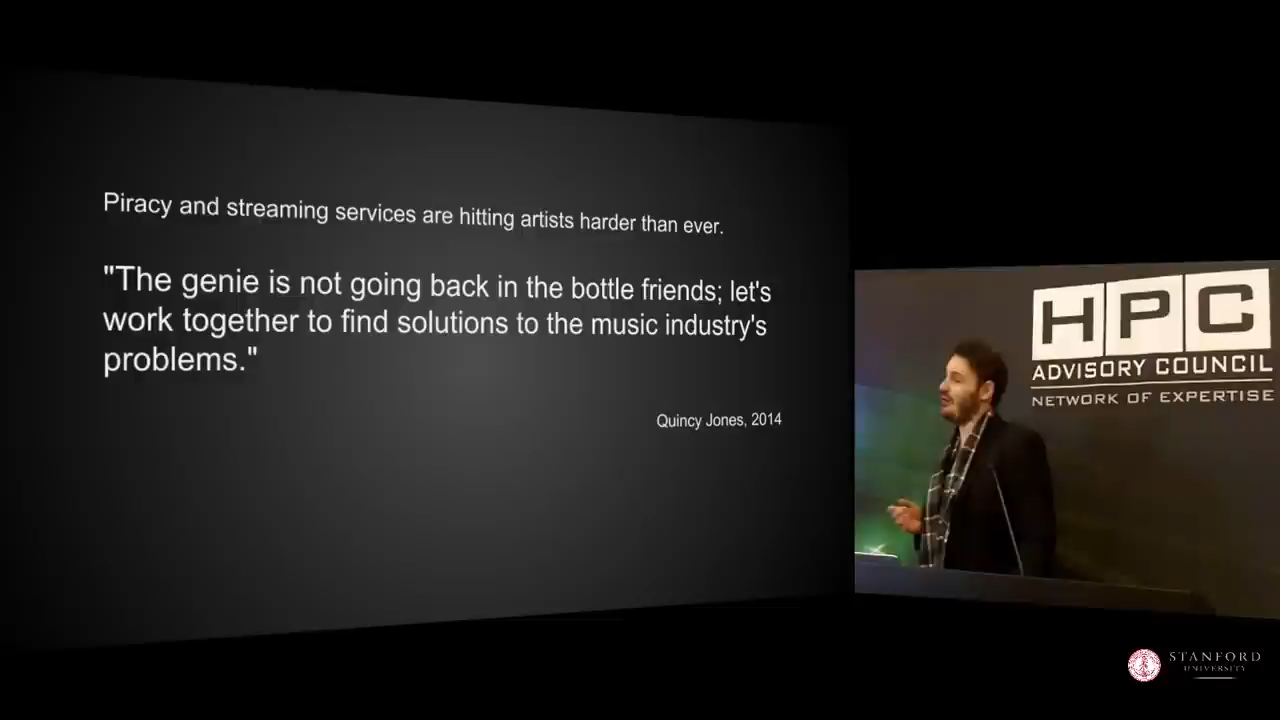 Piracy and streaming services are hitting artists harder than ever.
"The genie is not going back in the bottle friends; let's
work together to find solutions to the music industry's
problems."
Quincy Jones, 2014
HPC
ADVISORY COUNCIL
NETWORK OF EXPERTISE
STANFORD
UNIVERSITY